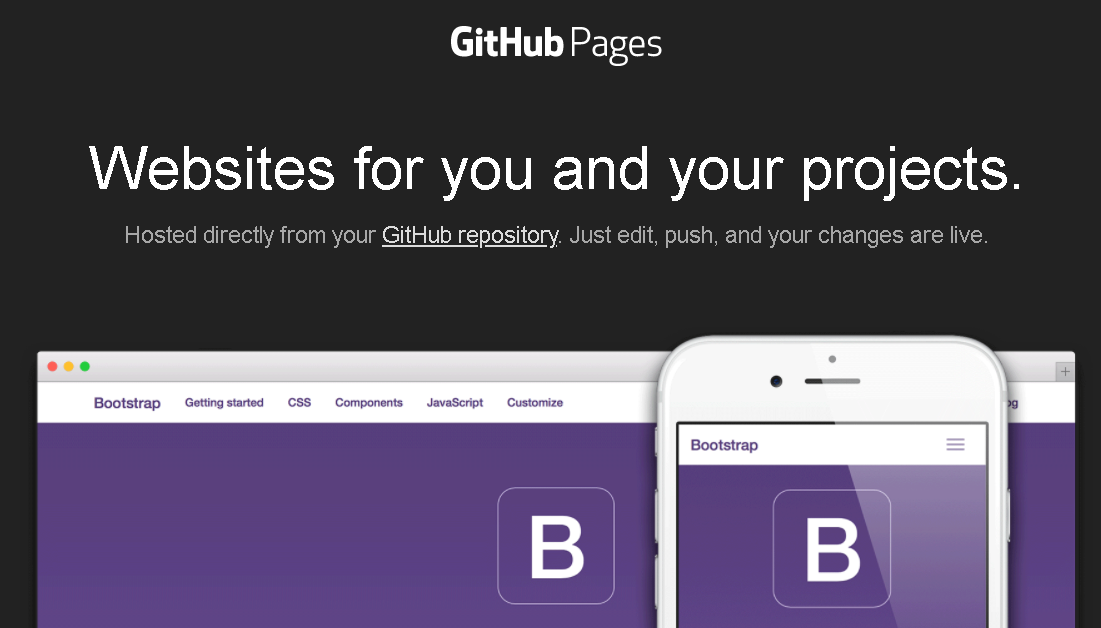 GitHub Pages
Websites for you and your projects.
Hosted directly from your GitHub repository. Just edit, push, and your changes are live.
Bootstrap Getting started CSS Components JavaScript Customize
Bootstrap
B
B